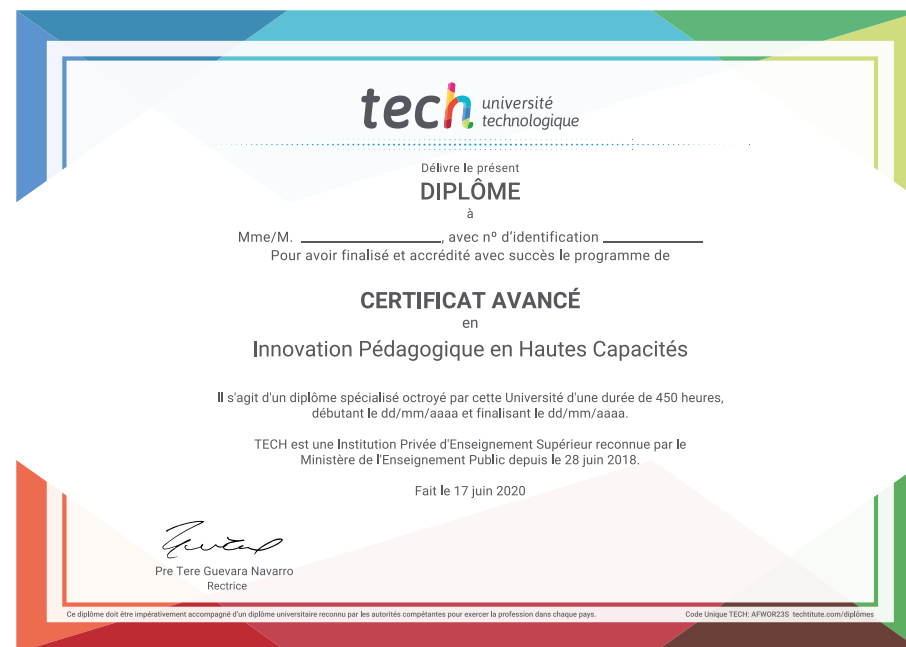 tech université
technologique
Délivre le présent
DIPLÔME
à
Mme/M. ____________________, avec nº d'identification ______________
Pour avoir finalisé et accrédité avec succès le programme de
CERTIFICAT AVANCÉ
en
Innovation Pédagogique en Hautes Capacités
Il s'agit d'un diplôme spécialisé octroyé par cette Université d'une durée de 450 heures,
débutant le dd/mm/aaaa et finalisant le dd/mm/aaaa.
TECH est une Institution Privée d'Enseignement Supérieur reconnue par le
Ministère de l'Enseignement Public depuis le 28 juin 2018.
Fait le 17 juin 2020
Pre Tere Guevara Navarro
Rectrice
Ce diplôme doit être impérativement accompagné d'un diplôme universitaire reconnu par les autorités compétentes pour exercer la profession dans chaque pays.
Code Unique TECH: AFWOR23S techtitute.com/diplômes